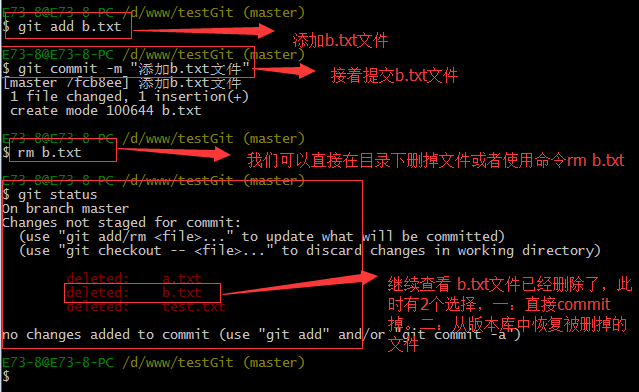 E73-8@E73-8-PC /d/www/testGit (master)
$ git add b.txt
添加b.txt文件
E73-8@E73-8-PC /d/www/testGit (master)
$ git commit -m "添加b.txt文件"
接着提交b.txt文件
[master 7fcb8ee] 添加b.txt文件
1 file changed, 1 insertion(+)
create mode 100644 b.txt
E73-8@E73-8-PC /d/www/testGit (master)
$ rm b.txt
我们可以直接在目录下删掉文件或者使用命令rm b.txt
E73-8@E73-8-PC /d/www/testGit (master)
$ git status
On branch master
Changes not staged for commit:
(use "git add/rm <file>..." to update what will be committed)
(use "git checkout -- <file>..." to discard changes in working directory)
deleted: a.txt
deleted: b.txt
deleted: test.txt
继续查看 b.txt文件已经删除了，此
时有2个选择，一：直接commit
掉。二：从版本库中恢复被删掉的
文件
no changes added to commit (use "git add" and/or "git commit -a")
E73-8@E73-8-PC /d/www/testGit (master)
$